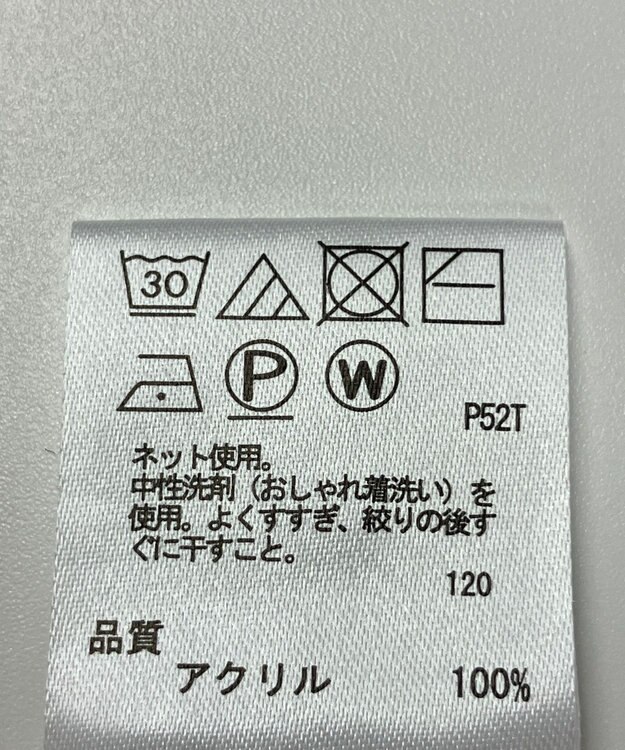 30
P W
P52T
ネット使用。
中性洗剤（おしゃれ着洗い）を
使用。よくすすぎ、絞りの後す
ぐに干すこと。
120
品質
アクリル 100%